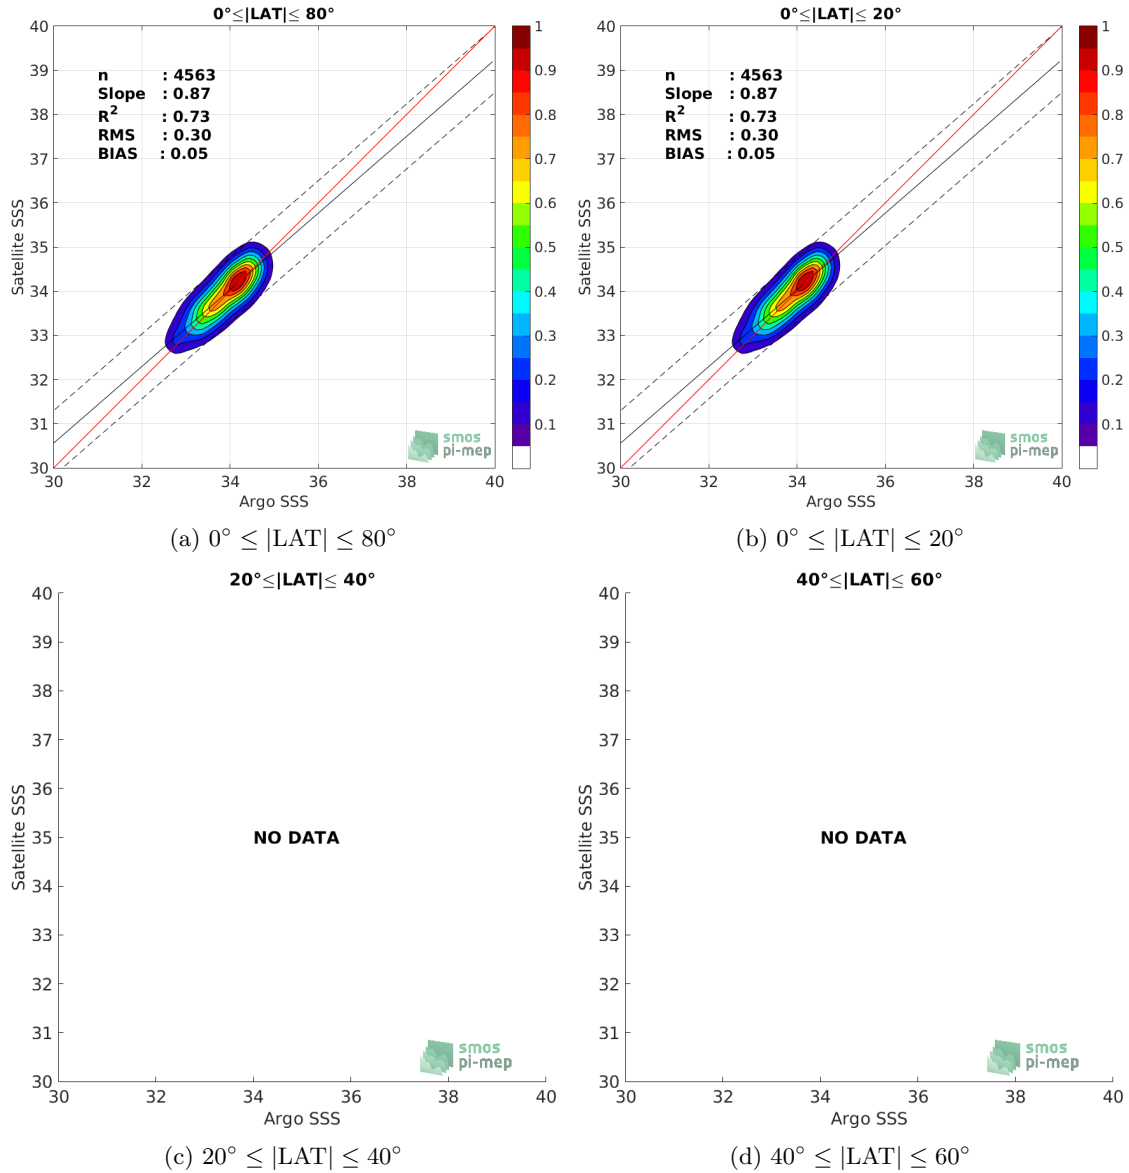 0°≤|LAT|≤ 80°
40
39
38
37
36
35
34
33
32
31
30
Satellite SSS
n : 4563
Slope : 0.87
R² : 0.73
RMS : 0.30
BIAS : 0.05
smos
pi-mep
30 32 34 36 38 40
Argo SSS
1
0.9
0.8
0.7
0.6
0.5
0.4
0.3
0.2
0.1
(a) 0° ≤ |LAT| ≤ 80°
0°≤|LAT|≤ 20°
40
39
38
37
36
35
34
33
32
31
30
Satellite SSS
n : 4563
Slope : 0.87
R² : 0.73
RMS : 0.30
BIAS : 0.05
smos
pi-mep
30 32 34 36 38 40
Argo SSS
1
0.9
0.8
0.7
0.6
0.5
0.4
0.3
0.2
0.1
(b) 0° ≤ |LAT| ≤ 20°
20°≤|LAT|≤ 40°
40
39
38
37
36
35
34
33
32
31
30
Satellite SSS
NO DATA
smos
pi-mep
30 32 34 36 38 40
Argo SSS
(c) 20° ≤ |LAT| ≤ 40°
40°≤|LAT|≤ 60°
40
39
38
37
36
35
34
33
32
31
30
Satellite SSS
NO DATA
smos
pi-mep
30 32 34 36 38 40
Argo SSS
(d) 40° ≤ |LAT| ≤ 60°